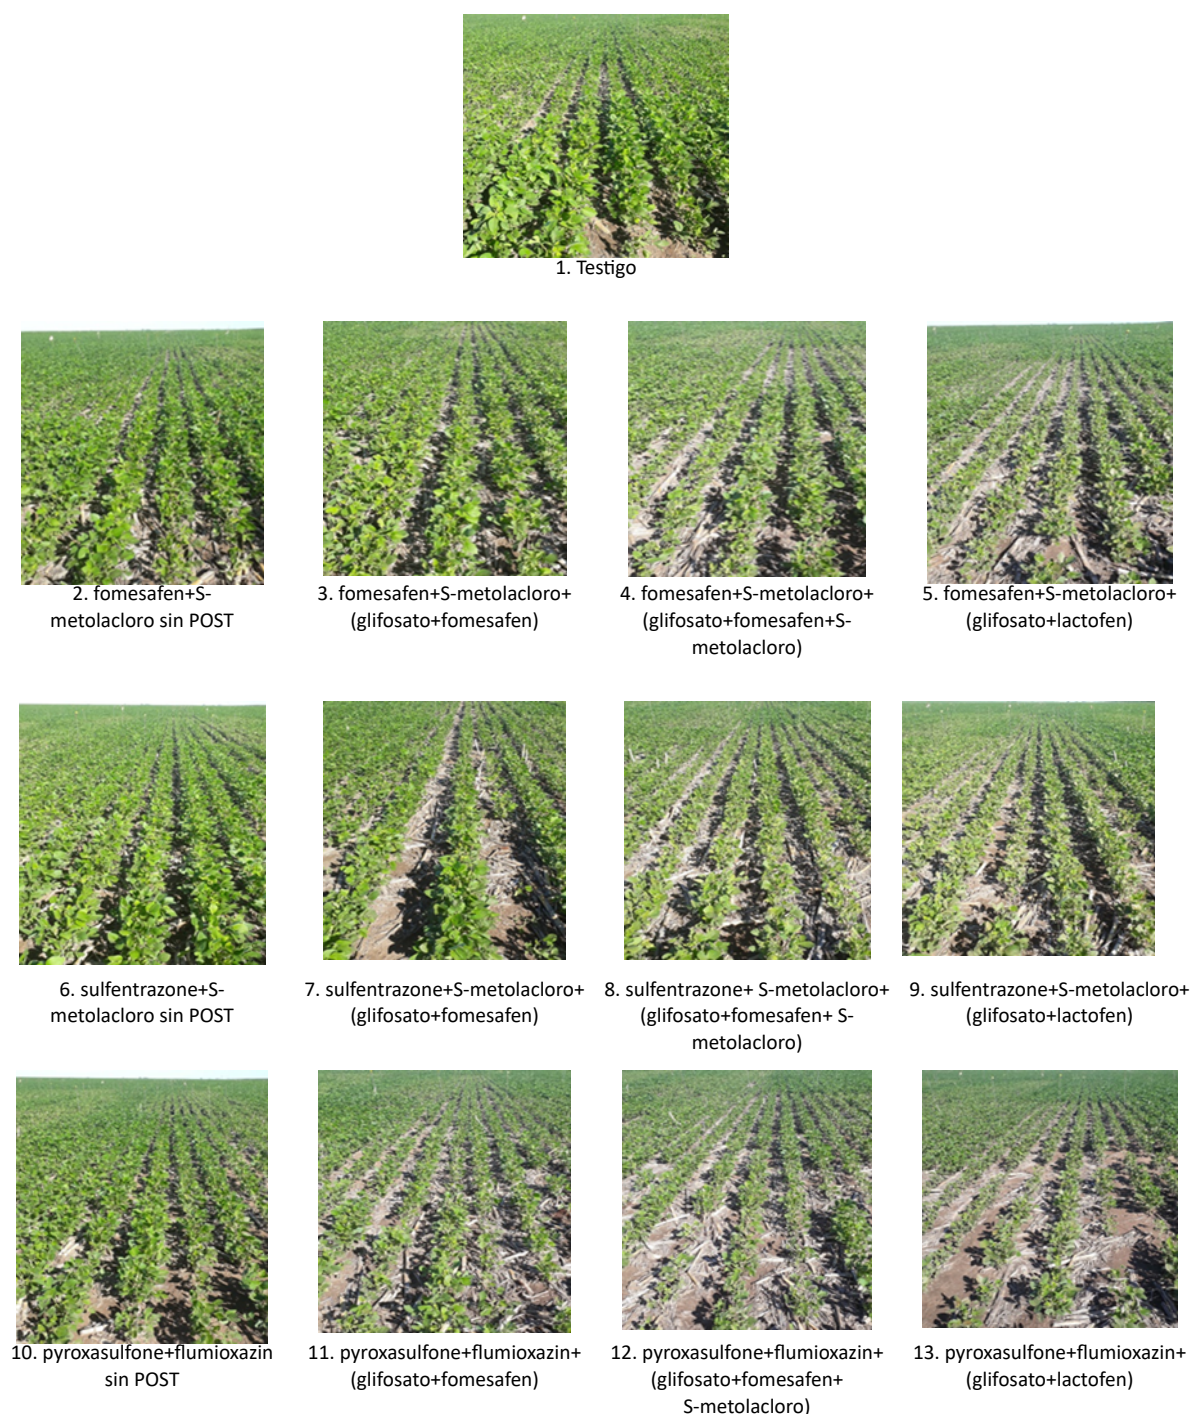 1. Testigo
2. fomesafen+S-
metolacloro sin POST
3. fomesafen+S-metolacloro+
(glifosato+fomesafen)
4. fomesafen+S-metolacloro+
(glifosato+fomesafen+S-
metolacloro)
5. fomesafen+S-metolacloro+
(glifosato+lactofen)
6. sulfentrazone+S-
metolacloro sin POST
7. sulfentrazone+S-metolacloro+
(glifosato+fomesafen)
8. sulfentrazone+ S-metolacloro+
(glifosato+fomesafen+ S-
metolacloro)
9. sulfentrazone+S-metolacloro+
(glifosato+lactofen)
10. pyroxasulfone+flumioxazin
sin POST
11. pyroxasulfone+flumioxazin+
(glifosato+fomesafen)
12. pyroxasulfone+flumioxazin+
(glifosato+fomesafen+
S-metolacloro)
13. pyroxasulfone+flumioxazin+
(glifosato+lactofen)